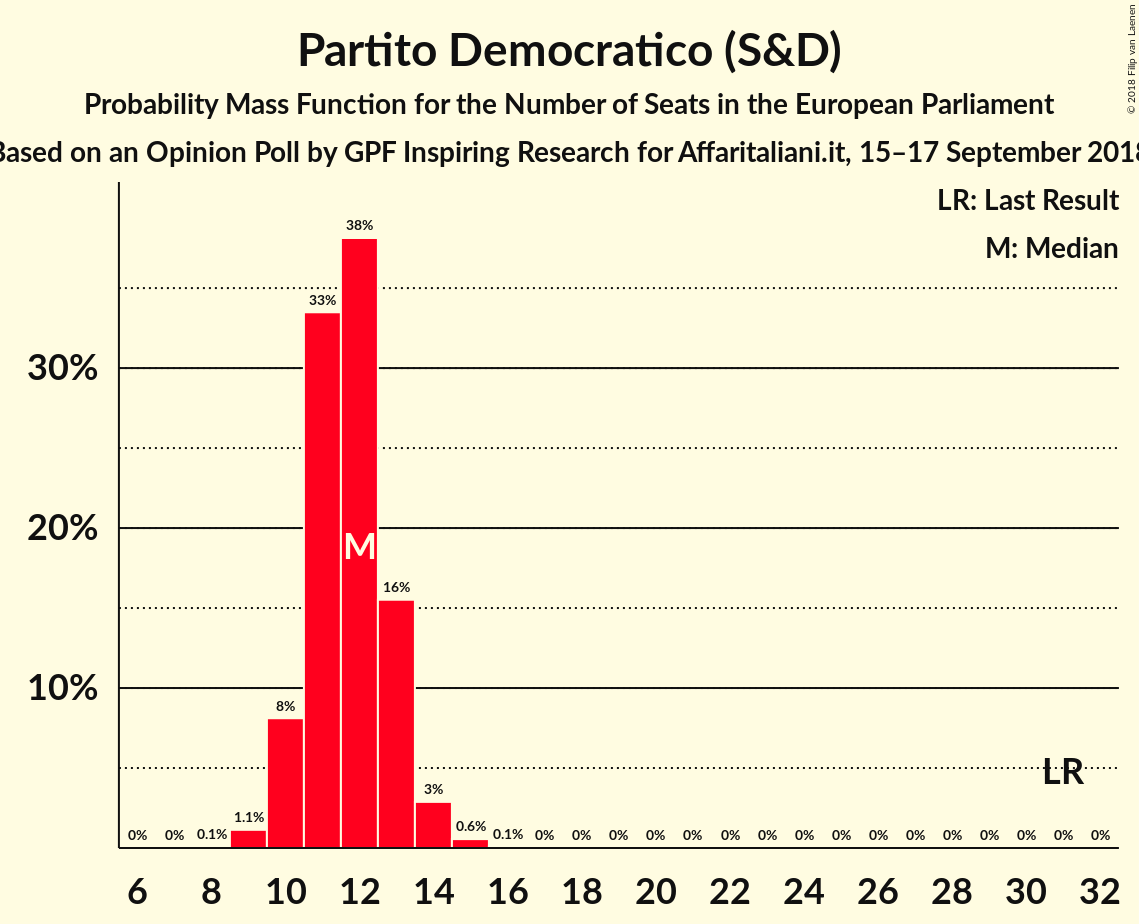 © 2018 Filip van Laenen
Partito Democratico (S&D)
Probability Mass Function for the Number of Seats in the European Parliament
Based on an Opinion Poll by GPF Inspiring Research for Affaritaliani.it, 15–17 September 2018
LR: Last Result
M: Median
38%
33%
30%
20%
M
16%
10%
8%
LR
3%
0% 0% 0.1% 1.1% 0.6% 0.1% 0% 0% 0% 0% 0% 0% 0% 0% 0% 0% 0% 0% 0% 0% 0% 0%
6 8 10 12 14 16 18 20 22 24 26 28 30 32